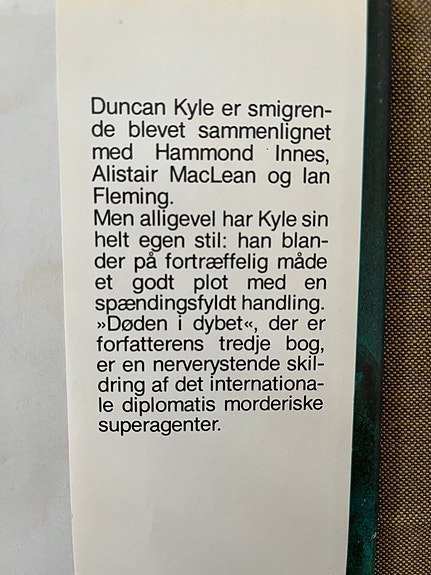 Duncan Kyle er smigren-
de blevet sammenlignet
med Hammond Innes,
Alistair MacLean og Ian
Fleming.
Men alligevel har Kyle sin
helt egen stil: han blan-
der på fortræffelig måde
et godt plot med en
spændingsfyldt handling.
»Døden i dybet«, der er
forfatterens tredje bog,
er en nerverystende skil-
dring af det internationa-
le diplomatis morderiske
superagenter.